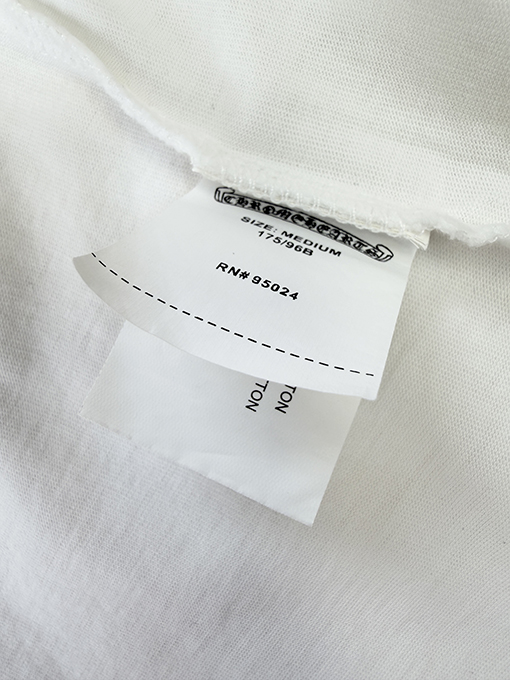 CHROME HEARTS
SIZE: MEDIUM
175/96B
RN# 95024
TON
TON